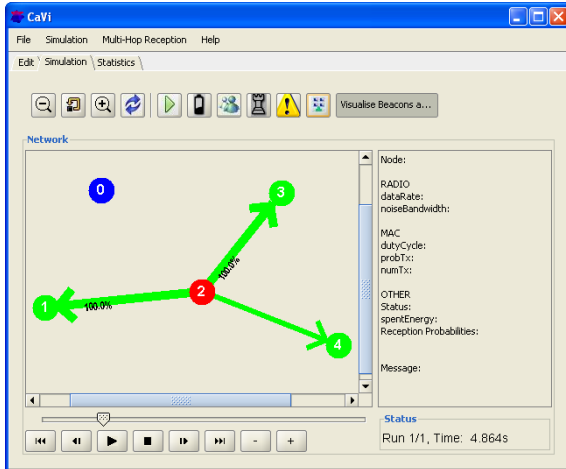 CaVi
File Simulation Multi-Hop Reception Help
Edit Simulation Statistics
Visualise Beacons a...
Network
0
3
100.0%
2
1
100.0%
4
Node:
RADIO
dataRate:
noiseBandwidth:
MAC
dutyCycle:
probTx:
numTx:
OTHER
Status:
spentEnergy:
Reception Probabilities:
Message:
- +
Status
Run 1/1, Time: 4.864s